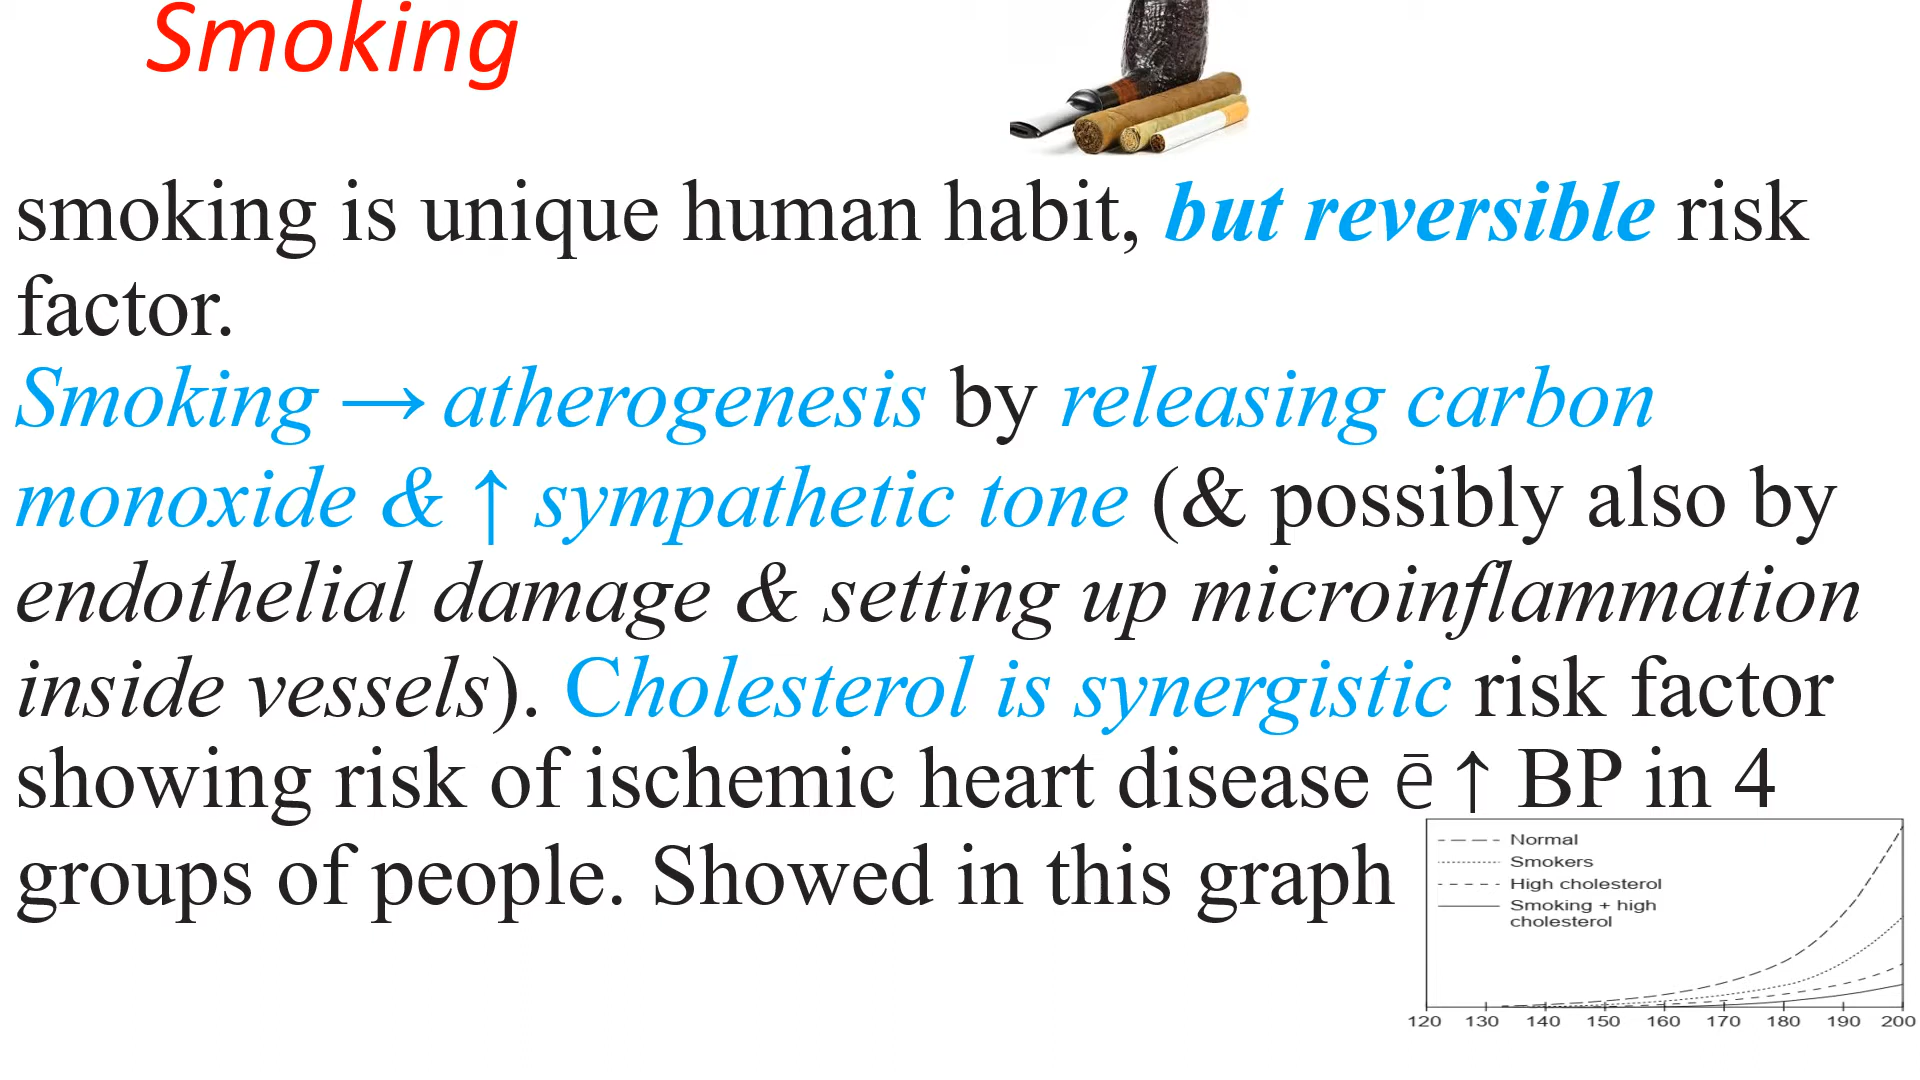 Smoking
smoking is unique human habit, but reversible risk
factor.
Smoking → atherogenesis by releasing carbon
monoxide & ↑ sympathetic tone (& possibly also by
endothelial damage & setting up microinflammation
inside vessels). Cholesterol is synergistic risk factor
showing risk of ischemic heart disease ē ↑ BP in 4
groups of people. Showed in this graph
Normal
Smokers
High cholesterol
Smoking + high
cholesterol
120 130 140 150 160 170 180 190 200